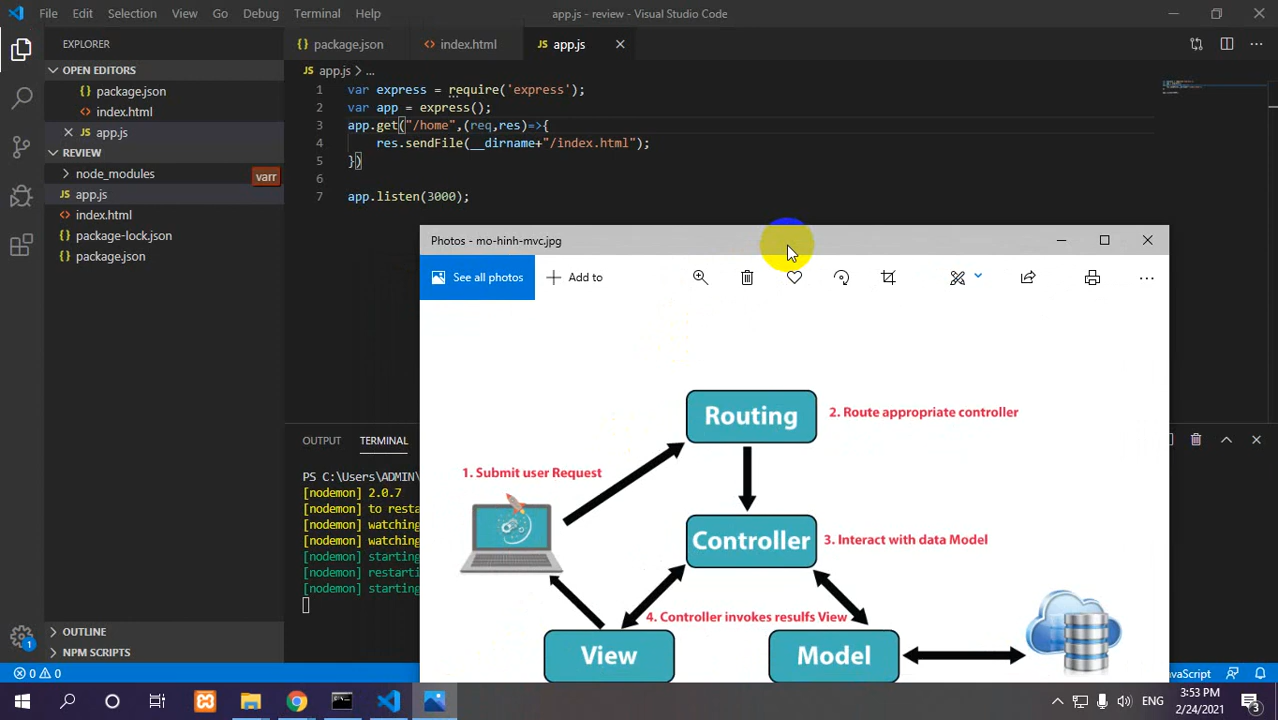 File Edit Selection View Go Debug Terminal Help
app.js - review - Visual Studio Code
EXPLORER
OPEN EDITORS
package.json
index.html
app.js
REVIEW
node_modules
varr
app.js
index.html
package-lock.json
package.json
OUTLINE
NPM SCRIPTS
package.json index.html app.js
app.js > ...
1 var express = require('express');
2 var app = express();
3 app.get("/home",(req,res)=>{
4 res.sendFile(__dirname+"/index.html");
5 })
6
7 app.listen(3000);
OUTPUT TERMINAL
PS C:\Users\ADMIN\
[nodemon] 2.0.7
[nodemon] to resta
[nodemon] watching
[nodemon] watching
[nodemon] starting
[nodemon] restarti
[nodemon] starting
Photos - mo-hinh-mvc.jpg
See all photos
Add to
Routing
2. Route appropriate controller
1. Submit user Request
Controller
3. Interact with data Model
4. Controller invokes resulfs View
View
Model
1
0 0
JavaScript
ENG
3:53 PM
2/24/2021
3